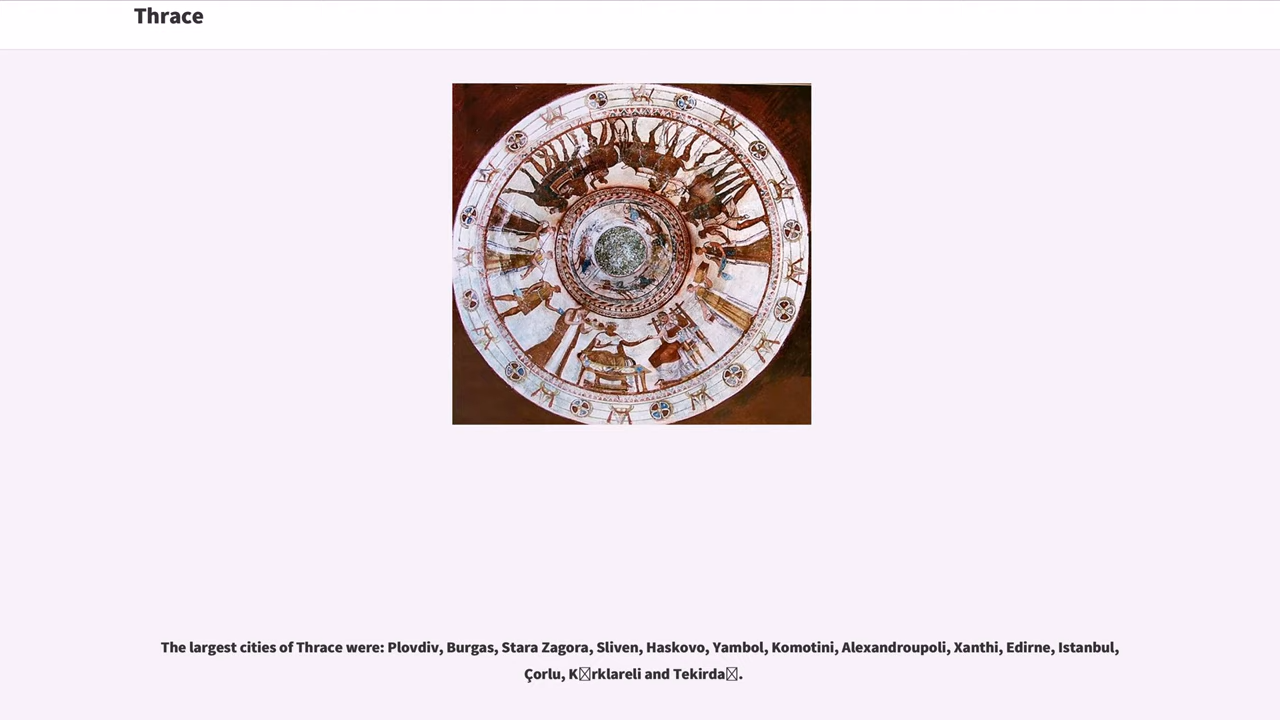 Thrace
The largest cities of Thrace were: Plovdiv, Burgas, Stara Zagora, Sliven, Haskovo, Yambol, Komotini, Alexandroupoli, Xanthi, Edirne, Istanbul,
Çorlu, K▯rklareli and Tekirda▯.